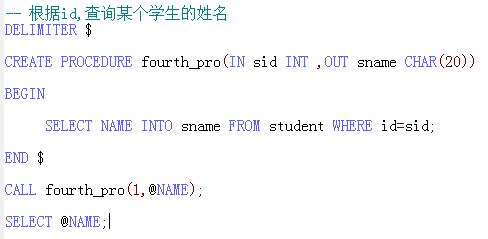 -- 根据id,查询某个学生的姓名
DELIMITER $
CREATE PROCEDURE fourth_pro(IN sid INT ,OUT sname CHAR(20))
BEGIN
SELECT NAME INTO sname FROM student WHERE id=sid;
END $
CALL fourth_pro(1,@NAME);
SELECT @NAME;